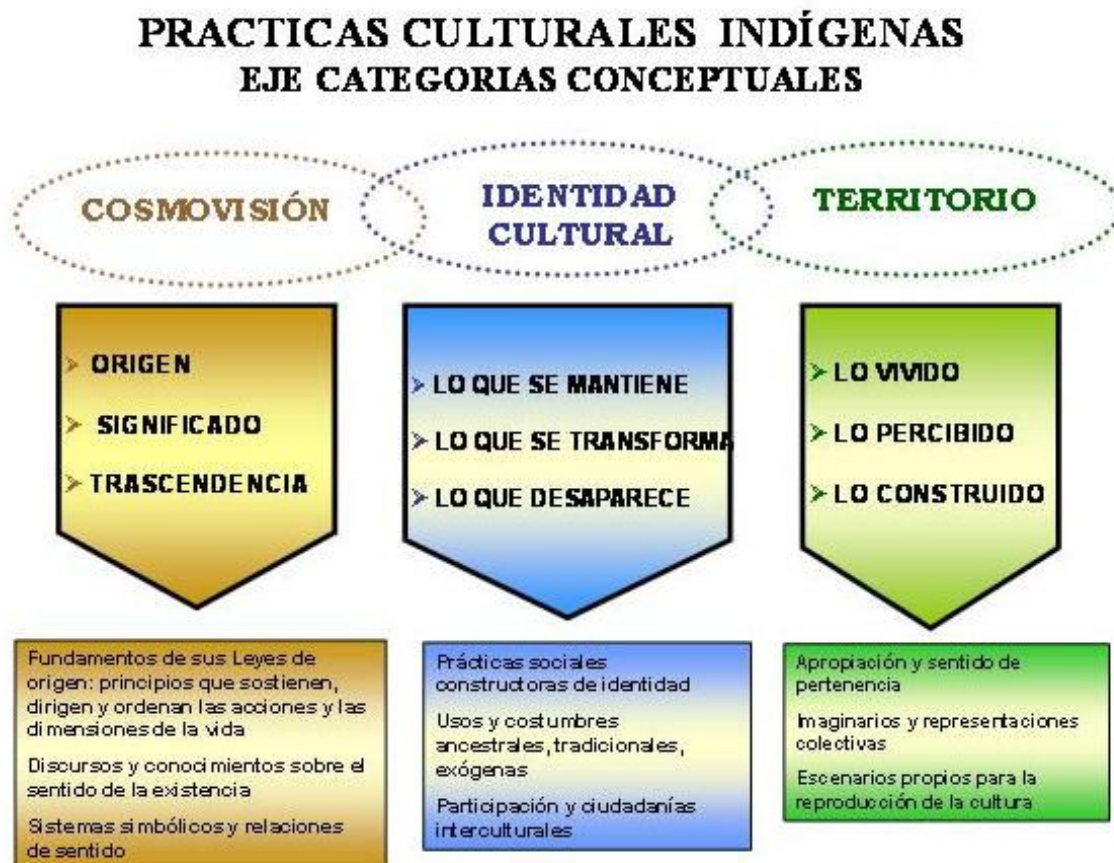 PRACTICAS CULTURALES INDÍGENAS
EJE CATEGORIAS CONCEPTUALES
COSMOVISIÓN
IDENTIDAD
CULTURAL
TERRITORIO
ORIGEN
SIGNIFICADO
TRASCENDENCIA
LO QUE SE MANTIENE
LO QUE SE TRANSFORMA
LO QUE DESAPARECE
LO VIVIDO
LO PERCIBIDO
LO CONSTRUIDO
Fundamentos de sus Leyes de
origen: principios que sostienen,
dirigen y ordenan las acciones y las
dimensiones de la vida
Discursos y conocimientos sobre el
sentido de la existencia
Sistemas simbólicos y relaciones
de sentido
Prácticas sociales
constructoras de identidad
Usos y costumbres
ancestrales, tradicionales,
exógenas
Participación y ciudadanías
interculturales
Apropiación y sentido de
pertenencia
Imaginarios y representaciones
colectivas
Escenarios propios para la
reproducción de la cultura